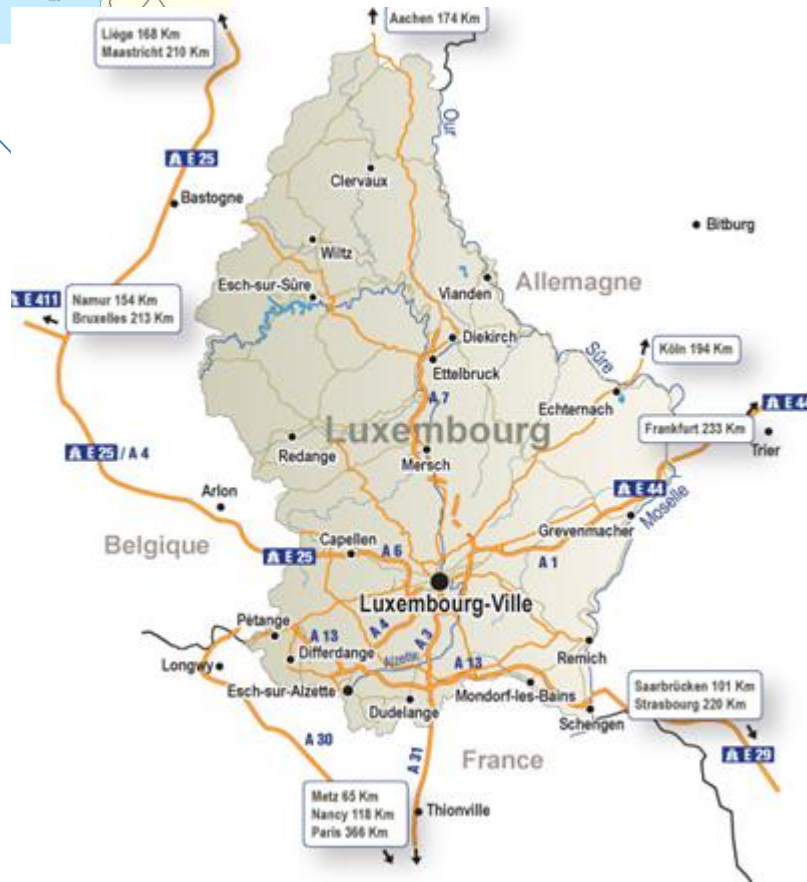 Liège 168 Km
Maastricht 210 Km
Aachen 174 Km
Our
E 25
Clervaux
Bastogne
Bitburg
Wiltz
Allemagne
Esch-sur-Sûre
Vianden
E 411
Namur 154 Km
Bruxelles 213 Km
Diekirch
Sûre
Köln 194 Km
Ettelbruck
Echternach
A 7
E 44
Luxembourg
Frankfurt 233 Km
E 25 / A 4
Redange
Mersch
Trier
E 44
Arlon
Moselle
Grevenmacher
Belgique
Capellen
E 25
A 6
A 1
Luxembourg-Ville
Pétange
A 13
A 4
A 3
Differdange
Alzette
Remich
Longwy
A 13
Esch-sur-Alzette
Mondorf-les-Bains
Saarbrücken 101 Km
Strasbourg 220 Km
Dudelange
Schengen
A 30
A 31
France
E 29
Metz 65 Km
Nancy 118 Km
Paris 366 Km
Thionville